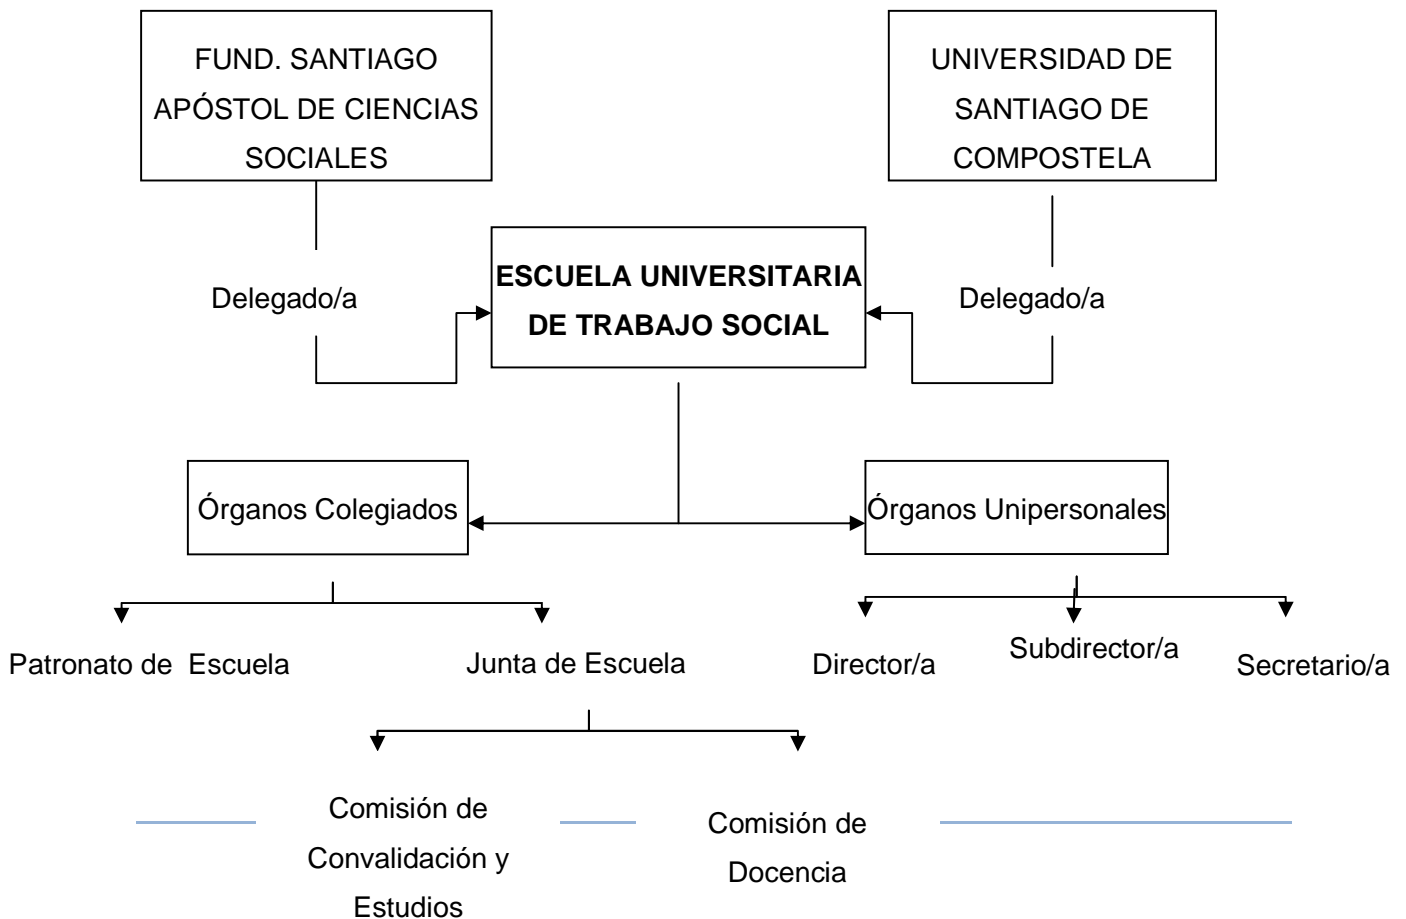 FUND. SANTIAGO
APÓSTOL DE CIENCIAS
SOCIALES
UNIVERSIDAD DE
SANTIAGO DE
COMPOSTELA
ESCUELA UNIVERSITARIA
DE TRABAJO SOCIAL
Delegado/a
Delegado/a
Órganos Colegiados
Órganos Unipersonales
Patronato de Escuela
Junta de Escuela
Director/a
Subdirector/a
Secretario/a
Comisión de
Convalidación y
Estudios
Comisión de
Docencia